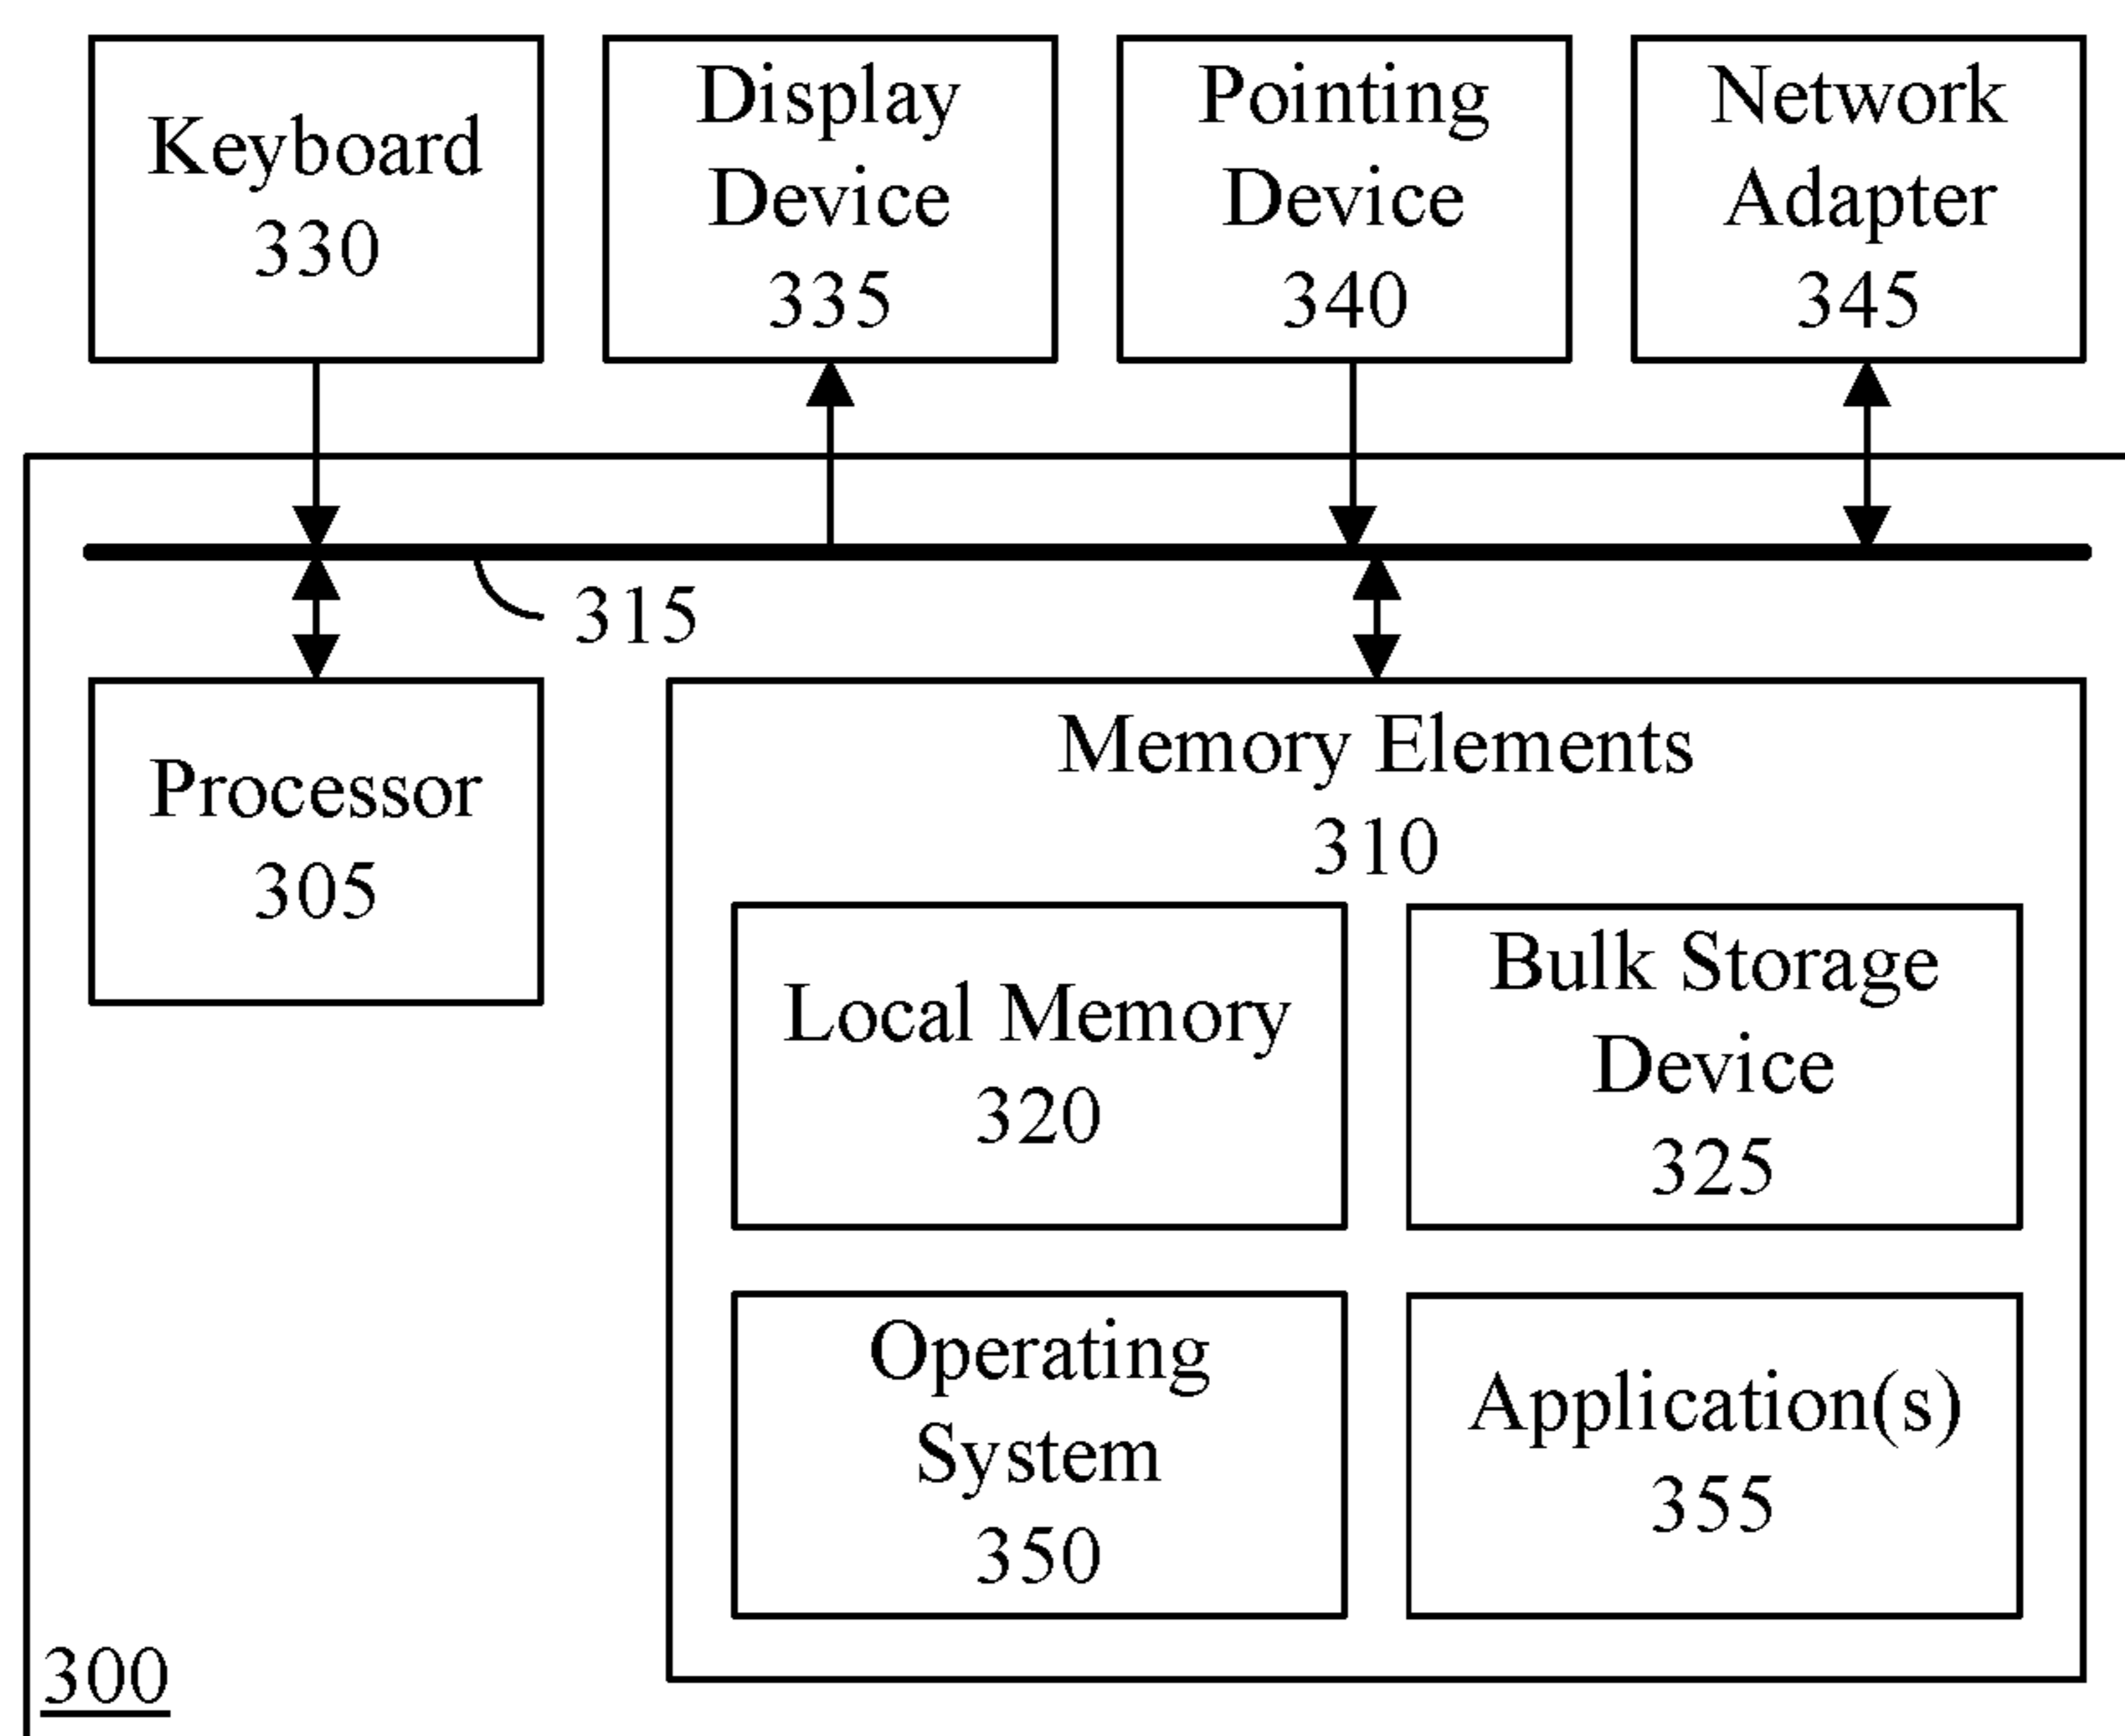 Keyboard
330
Display
Device
335
Pointing
Device
340
Network
Adapter
345
315
Processor
305
Memory Elements
310
Local Memory
320
Bulk Storage
Device
325
Operating
System
350
Application(s)
355
300